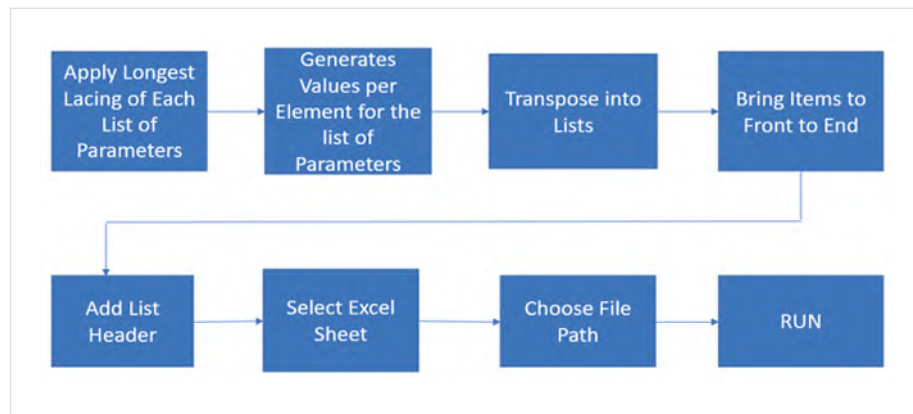 Apply Longest
Lacing of Each
List of
Parameters
Generates
Values per
Element for the
list of
Parameters
Transpose into
Lists
Bring Items to
Front to End
Add List
Header
Select Excel
Sheet
Choose File
Path
RUN